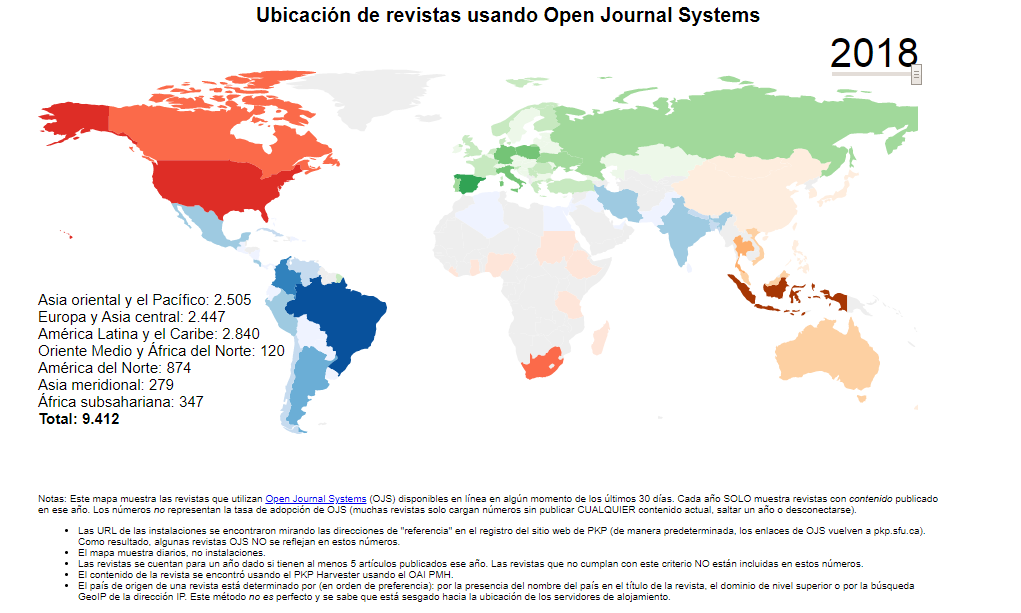 Ubicación de revistas usando Open Journal Systems
2018
Asia oriental y el Pacífico: 2.505
Europa y Asia central: 2.447
América Latina y el Caribe: 2.840
Oriente Medio y África del Norte: 120
América del Norte: 874
Asia meridional: 279
África subsahariana: 347
Total: 9.412
Notas: Este mapa muestra las revistas que utilizan Open Journal Systems (OJS) disponibles en línea en algún momento de los últimos 30 días. Cada año SOLO muestra revistas con contenido publicado
en ese año. Los números no representan la tasa de adopción de OJS (muchas revistas solo cargan números sin publicar CUALQUIER contenido actual, saltar un año o desconectarse).
• Las URL de las instalaciones se encontraron mirando las direcciones de "referencia" en el registro del sitio web de PKP (de manera predeterminada, los enlaces de OJS vuelven a pkp.sfu.ca).
Como resultado, algunas revistas OJS NO se reflejan en estos números.
• El mapa muestra diarios, no instalaciones.
• Las revistas se cuentan para un año dado si tienen al menos 5 artículos publicados ese año. Las revistas que no cumplan con este criterio NO están incluidas en estos números.
• El contenido de la revista se encontró usando el PKP Harvester usando el OAI PMH.
• El país de origen de una revista está determinado por (en orden de preferencia): por la presencia del nombre del país en el título de la revista, el dominio de nivel superior o por la búsqueda
GeoIP de la dirección IP. Este método no es perfecto y se sabe que está sesgado hacia la ubicación de los servidores de alojamiento.